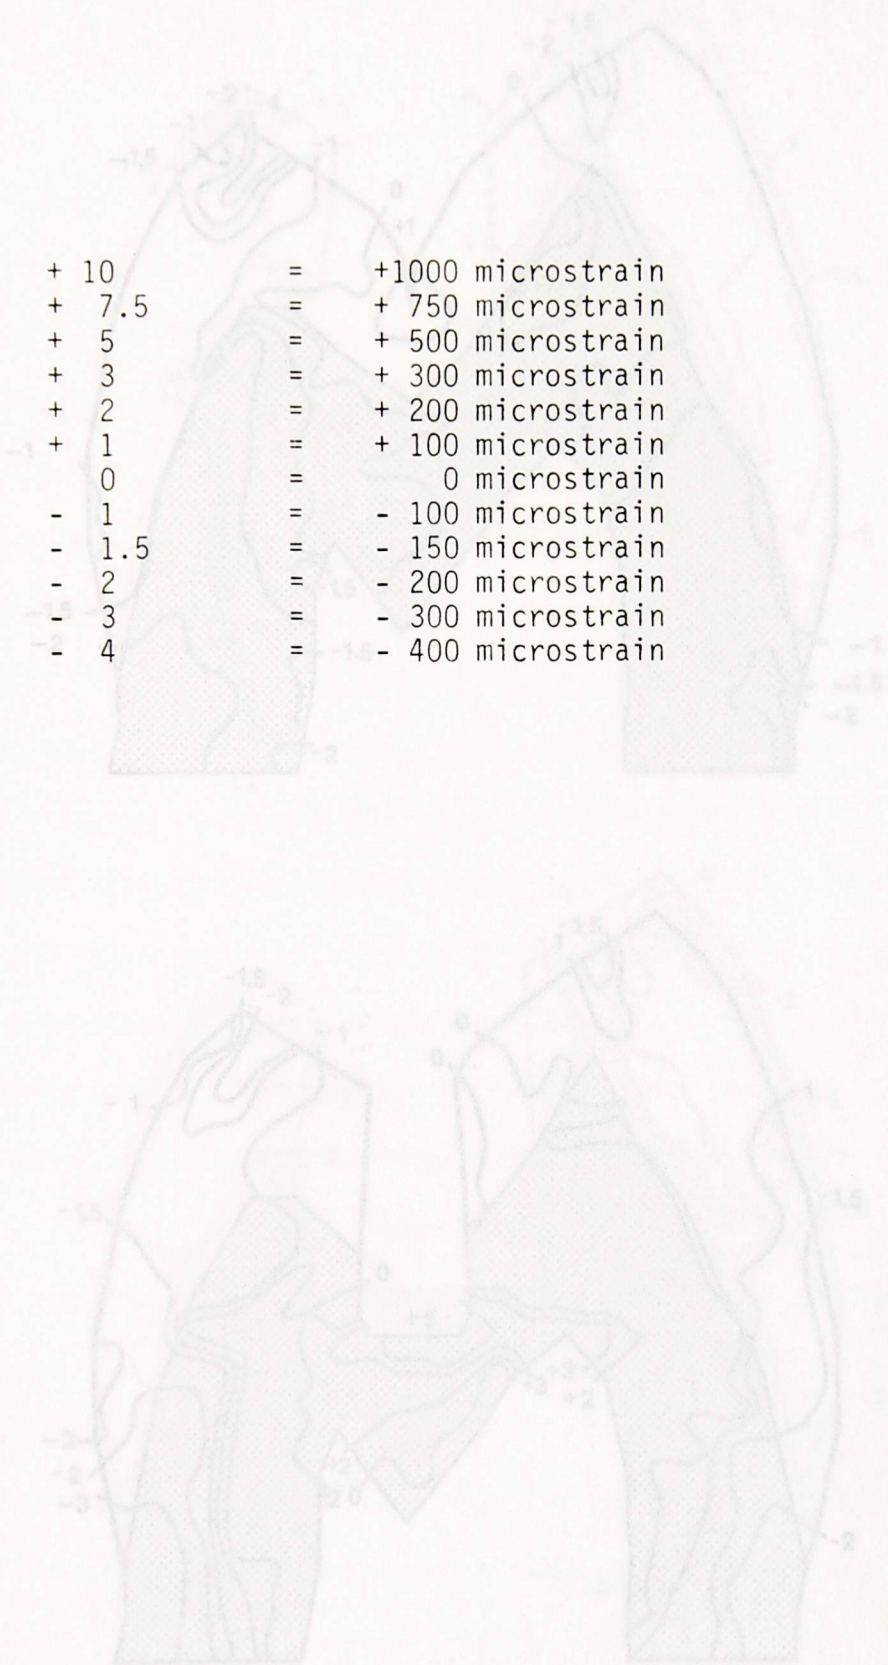 + 10 = +1000 microstrain
+ 7.5 = + 750 microstrain
+ 5 = + 500 microstrain
+ 3 = + 300 microstrain
+ 2 = + 200 microstrain
+ 1 = + 100 microstrain
0 = 0 microstrain
- 1 = - 100 microstrain
- 1.5 = - 150 microstrain
- 2 = - 200 microstrain
- 3 = - 300 microstrain
- 4 = - 400 microstrain